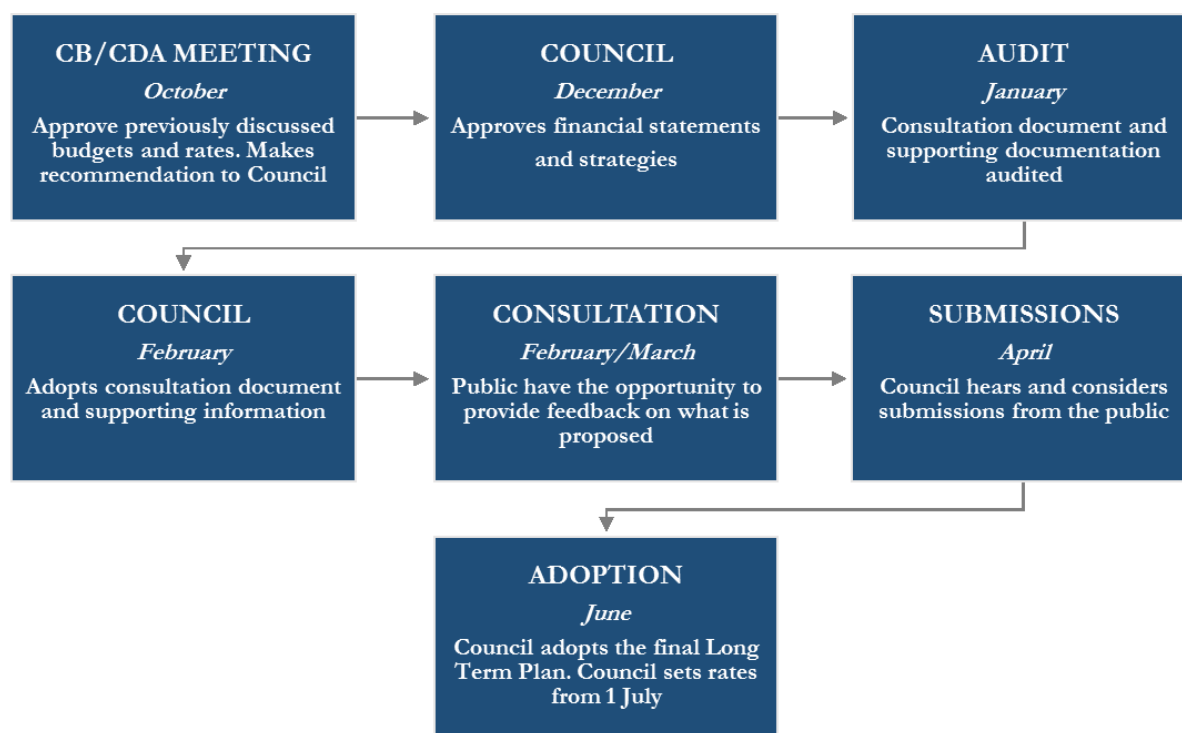 CB/CDA MEETING
October
Approve previously discussed
budgets and rates. Makes
recommendation to Council
COUNCIL
December
Approves financial statements
and strategies
AUDIT
January
Consultation document and
supporting documentation
audited
COUNCIL
February
Adopts consultation document
and supporting information
CONSULTATION
February/March
Public have the opportunity to
provide feedback on what is
proposed
SUBMISSIONS
April
Council hears and considers
submissions from the public
ADOPTION
June
Council adopts the final Long
Term Plan. Council sets rates
from 1 July